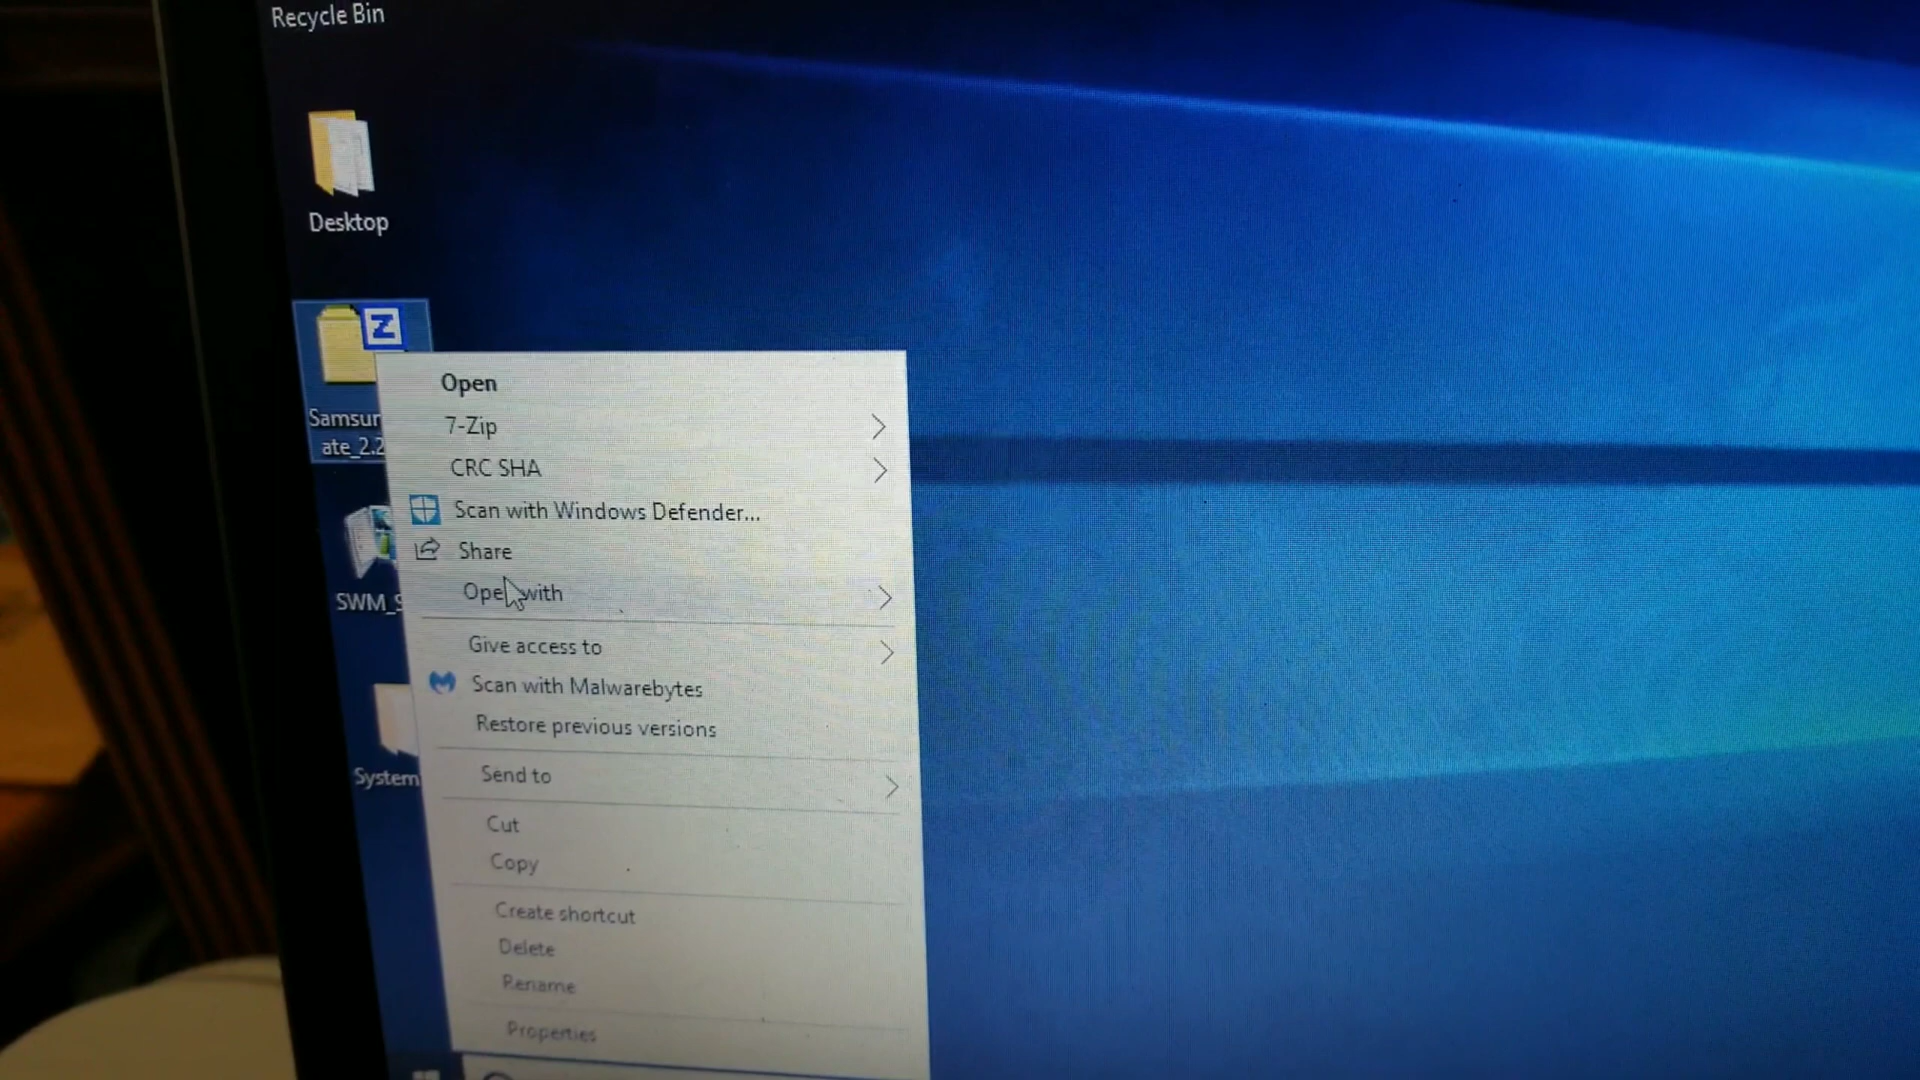 Recycle Bin
Desktop
Z
Samsur
ate_2.2
SWM_S
System
Open
7-Zip
CRC SHA
Scan with Windows Defender...
Share
Open with
Give access to
Scan with Malwarebytes
Restore previous versions
Send to
Cut
Copy
Create shortcut
Delete
Rename
Properties